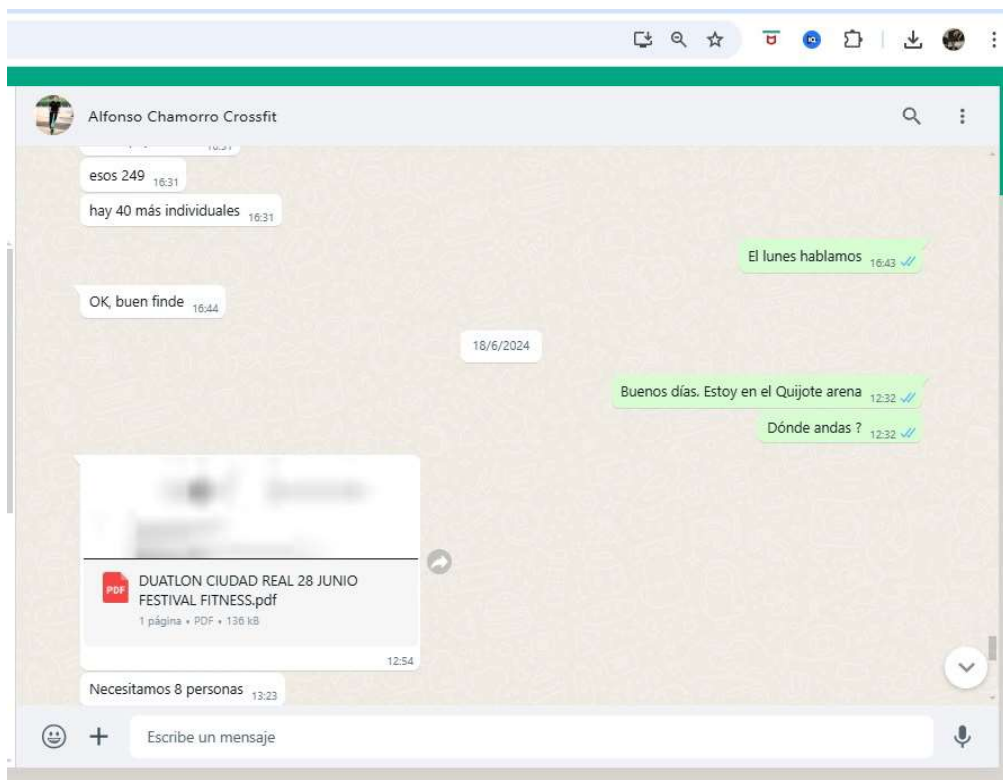 Alfonso Chamorro Crossfit
esos 249 16:31
hay 40 más individuales 16:31
El lunes hablamos 16:43
OK, buen finde 16:44
18/6/2024
Buenos días. Estoy en el Quijote arena 12:32
Dónde andas ? 12:32
PDF
DUATLON CIUDAD REAL 28 JUNIO
FESTIVAL FITNESS.pdf
1 página • PDF • 136 kB
12:54
Necesitamos 8 personas 13:23
Escribe un mensaje